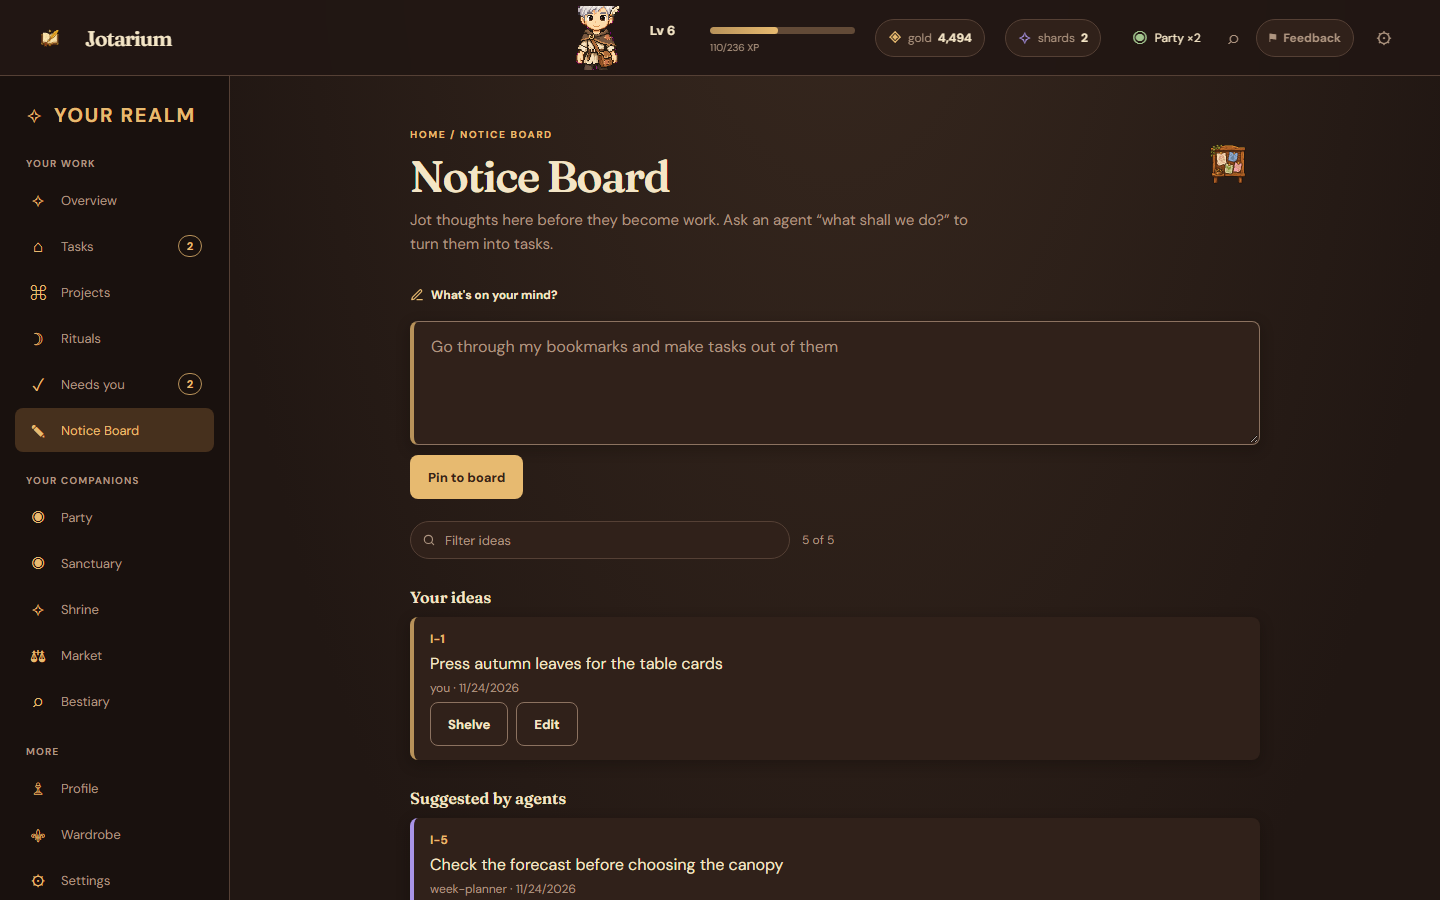 Jotarium
Lv 6
110/236 XP
gold 4,494
shards 2
Party ×2
Feedback
YOUR REALM
YOUR WORK
Overview
Tasks 2
Projects
Rituals
Needs you 2
Notice Board
YOUR COMPANIONS
Party
Sanctuary
Shrine
Market
Bestiary
MORE
Profile
Wardrobe
Settings
HOME / NOTICE BOARD
Notice Board
Jot thoughts here before they become work. Ask an agent “what shall we do?” to
turn them into tasks.
What's on your mind?
Go through my bookmarks and make tasks out of them
Pin to board
Filter ideas
5 of 5
Your ideas
I-1
Press autumn leaves for the table cards
you · 11/24/2026
Shelve Edit
Suggested by agents
I-5
Check the forecast before choosing the canopy
week-planner · 11/24/2026